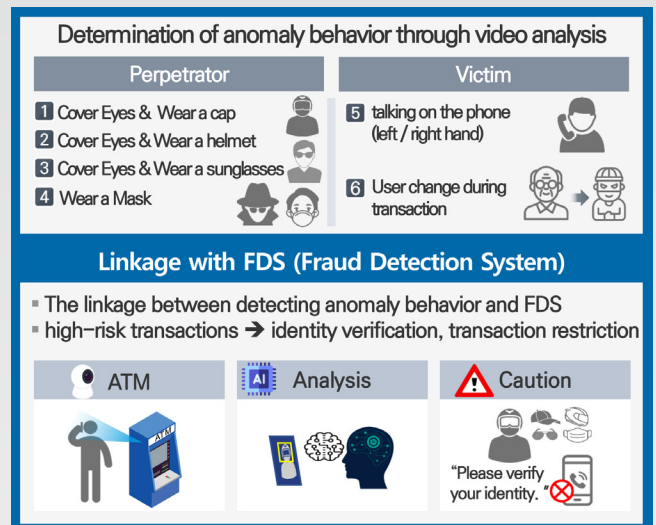 Determination of anomaly behavior through video analysis
Perpetrator
1 Cover Eyes & Wear a cap
2 Cover Eyes & Wear a helmet
3 Cover Eyes & Wear a sunglasses
4 Wear a Mask
Victim
5 talking on the phone
(left / right hand)
6 User change during
transaction
Linkage with FDS (Fraud Detection System)
▪ The linkage between detecting anomaly behavior and FDS
▪ high-risk transactions ➔ identity verification, transaction restriction
ATM
ATM
AI Analysis
Caution
"Please verify
your identity. "